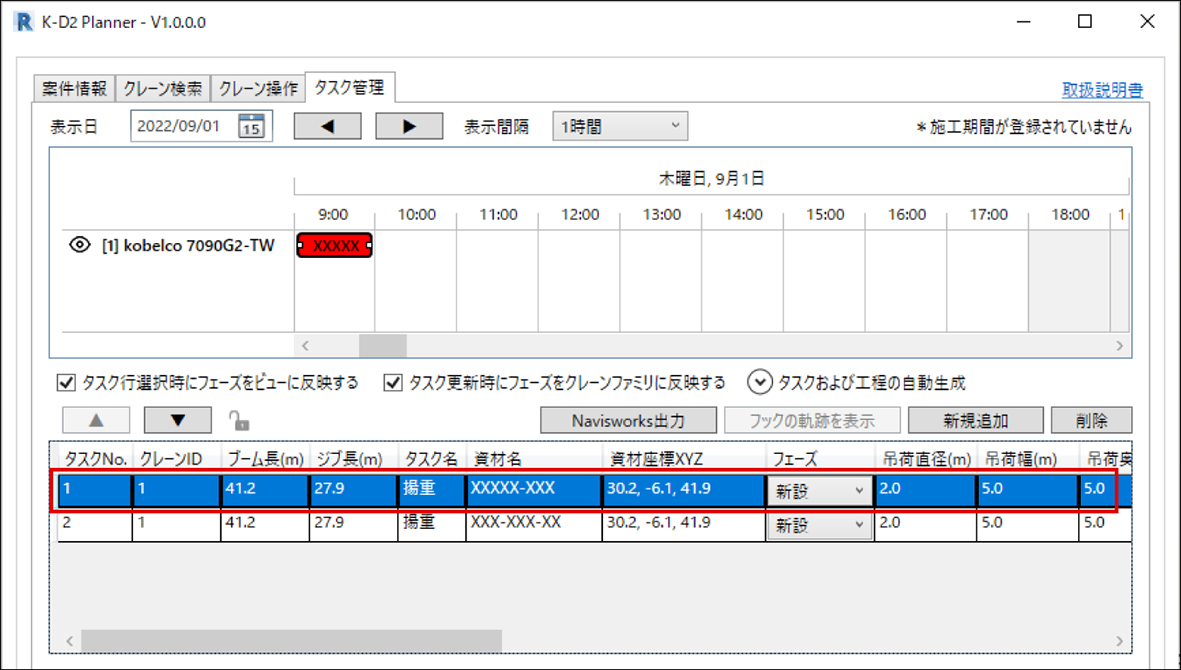 K-D2 Planner - V1.0.0.0
案件情報 クレーン検索 クレーン操作 タスク管理 取扱説明書
表示日 2022/09/01 15 ◀ ▶ 表示間隔 1時間 ＊施工期間が登録されていません
木曜日, 9月1日
9:00 10:00 11:00 12:00 13:00 14:00 15:00 16:00 17:00 18:00 1
[1] kobelco 7090G2-TW XXXXX
タスク行選択時にフェーズをビューに反映する タスク更新時にフェーズをクレーンファミリに反映する タスクおよび工程の自動生成
▲ ▼ Navisworks出力 フックの軌跡を表示 新規追加 削除
タスクNo. クレーンID ブーム長(m) ジブ長(m) タスク名 資材名 資材座標XYZ フェーズ 吊荷直径(m) 吊荷幅(m) 吊荷奥
1 1 41.2 27.9 揚重 XXXXX-XXX 30.2, -6.1, 41.9 新設 2.0 5.0 5.0
2 1 41.2 27.9 揚重 XXX-XXX-XX 30.2, -6.1, 41.9 新設 2.0 5.0 5.0